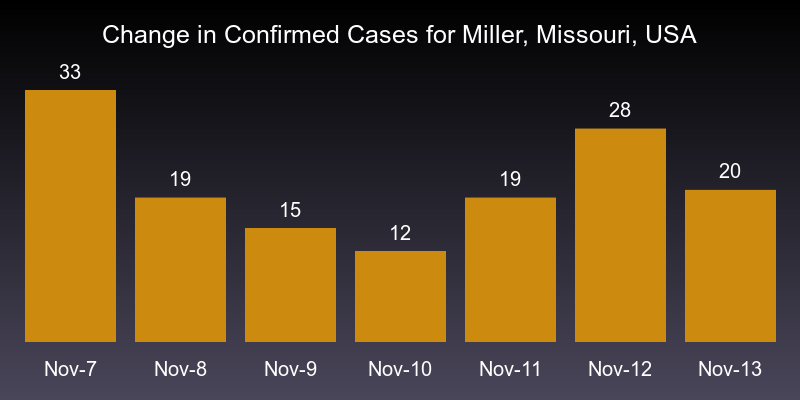 Change in Confirmed Cases for Miller, Missouri, USA
33
19
15
12
19
28
20
Nov-7
Nov-8
Nov-9
Nov-10
Nov-11
Nov-12
Nov-13